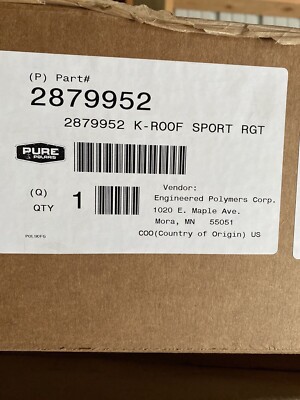 (P) Part#
2879952
2879952 K-ROOF SPORT RGT
PURE
POLARIS
(Q)
QTY
1
Vendor:
Engineered Polymers Corp.
1020 E. Maple Ave.
Mora, MN 55051
COO(Country of Origin) US